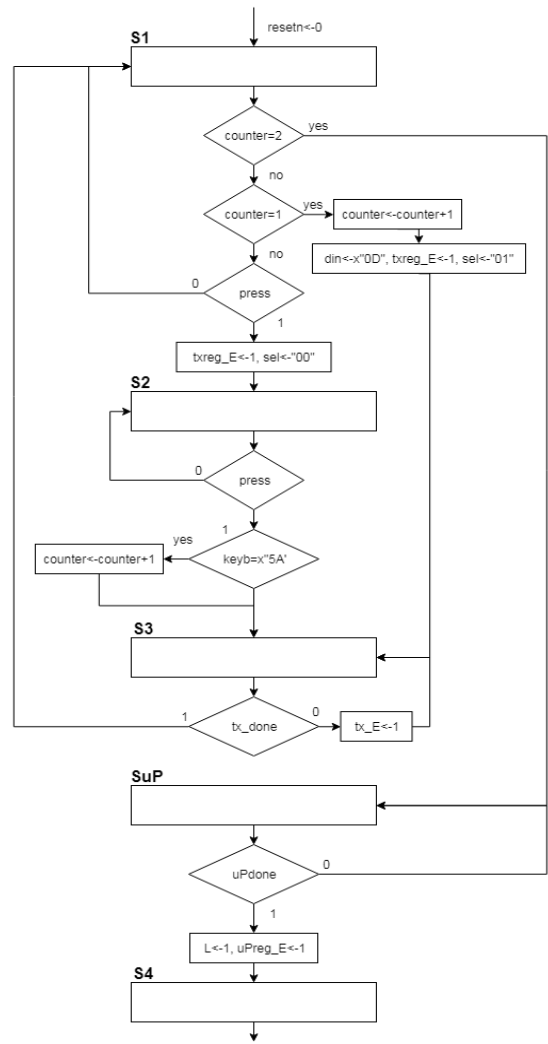 resetn<-0
S1
counter=2
yes
no
counter=1
yes
counter<-counter+1
no
din<-x"0D", txreg_E<-1, sel<-"01"
0
press
1
txreg_E<-1, sel<-"00"
S2
0
press
1
yes
keyb=x"5A'
counter<-counter+1
S3
1
tx_done
0
tx_E<-1
SuP
uPdone
0
1
L<-1, uPreg_E<-1
S4